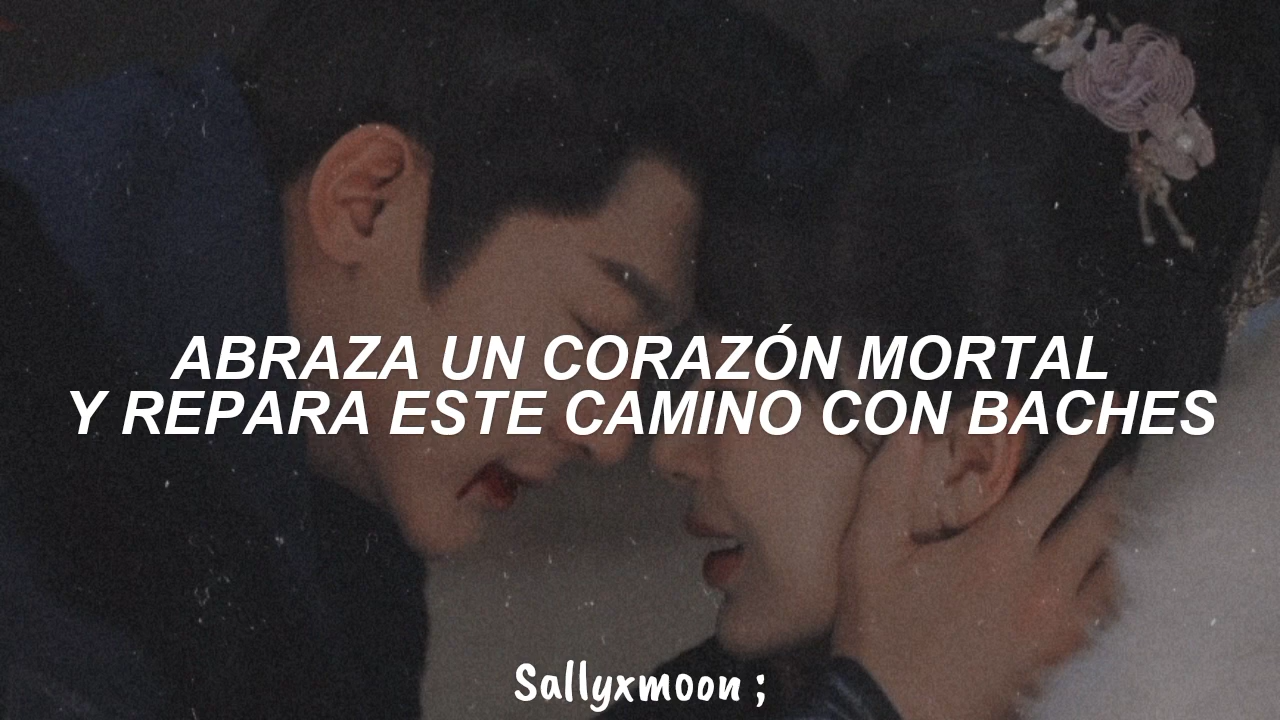 ABRAZA UN CORAZÓN MORTAL
Y REPARA ESTE CAMINO CON BACHES
Sallyxmoon ;